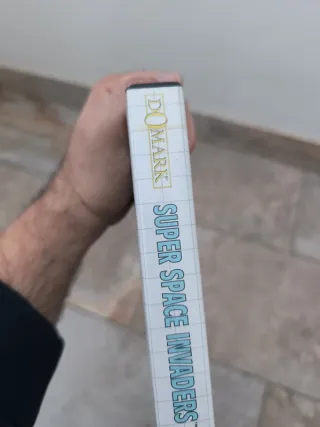 DOMARK
SUPER SPACE INVADERS